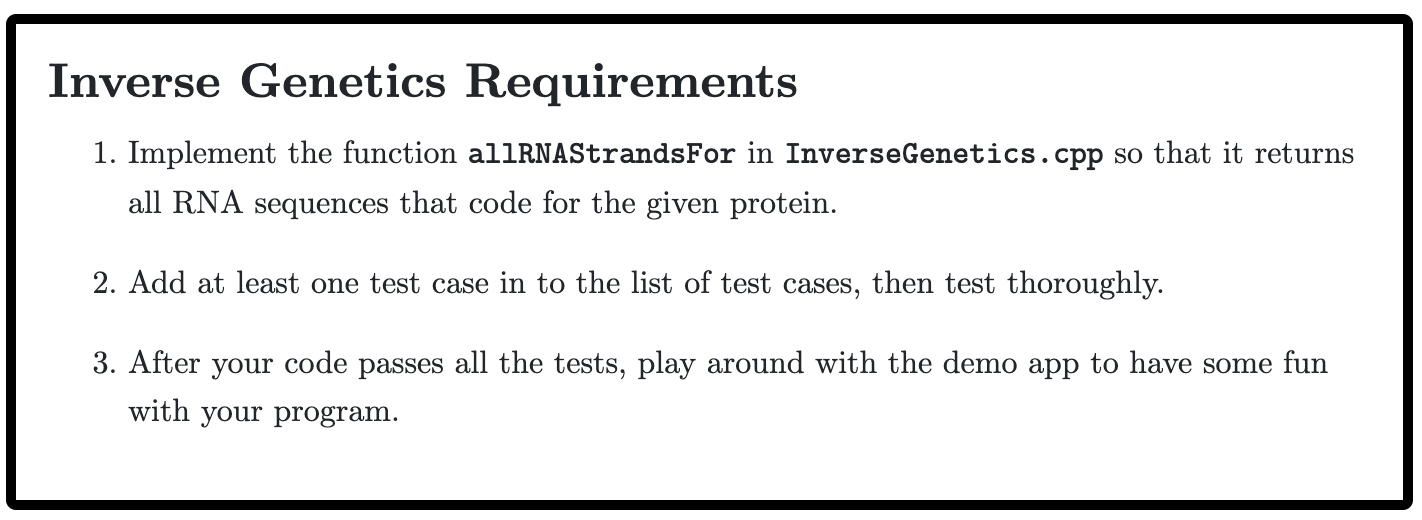 Inverse Genetics Requirements
1. Implement the function allRNAStrandsFor in InverseGenetics.cpp so that it returns
all RNA sequences that code for the given protein.
2. Add at least one test case in to the list of test cases, then test thoroughly.
3. After your code passes all the tests, play around with the demo app to have some fun
with your program.